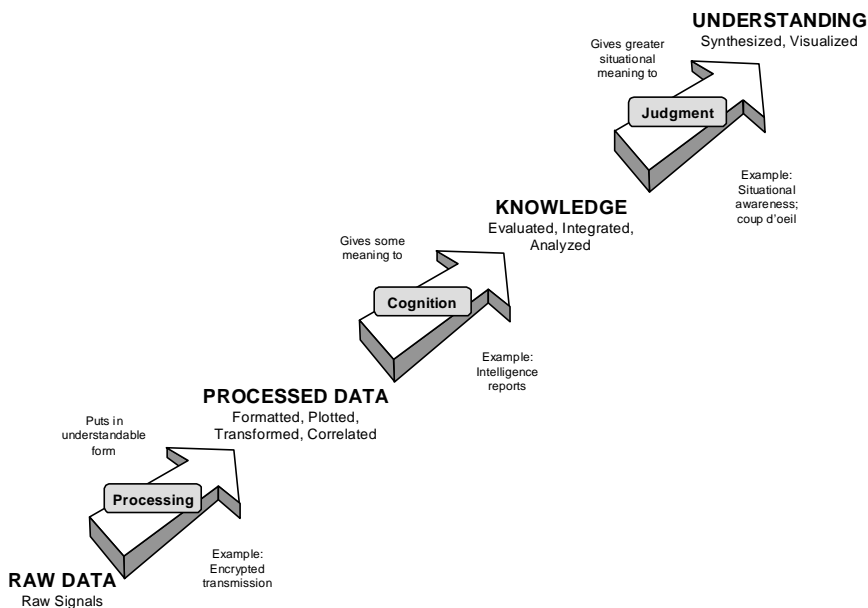 UNDERSTANDING
Synthesized, Visualized
Gives greater
situational
meaning to
Judgment
Example:
Situational
awareness;
coup d'oeil
KNOWLEDGE
Evaluated, Integrated,
Analyzed
Gives some
meaning to
Cognition
Example:
Intelligence
reports
PROCESSED DATA
Formatted, Plotted,
Transformed, Correlated
Puts in
understandable
form
Processing
Example:
Encrypted
transmission
RAW DATA
Raw Signals